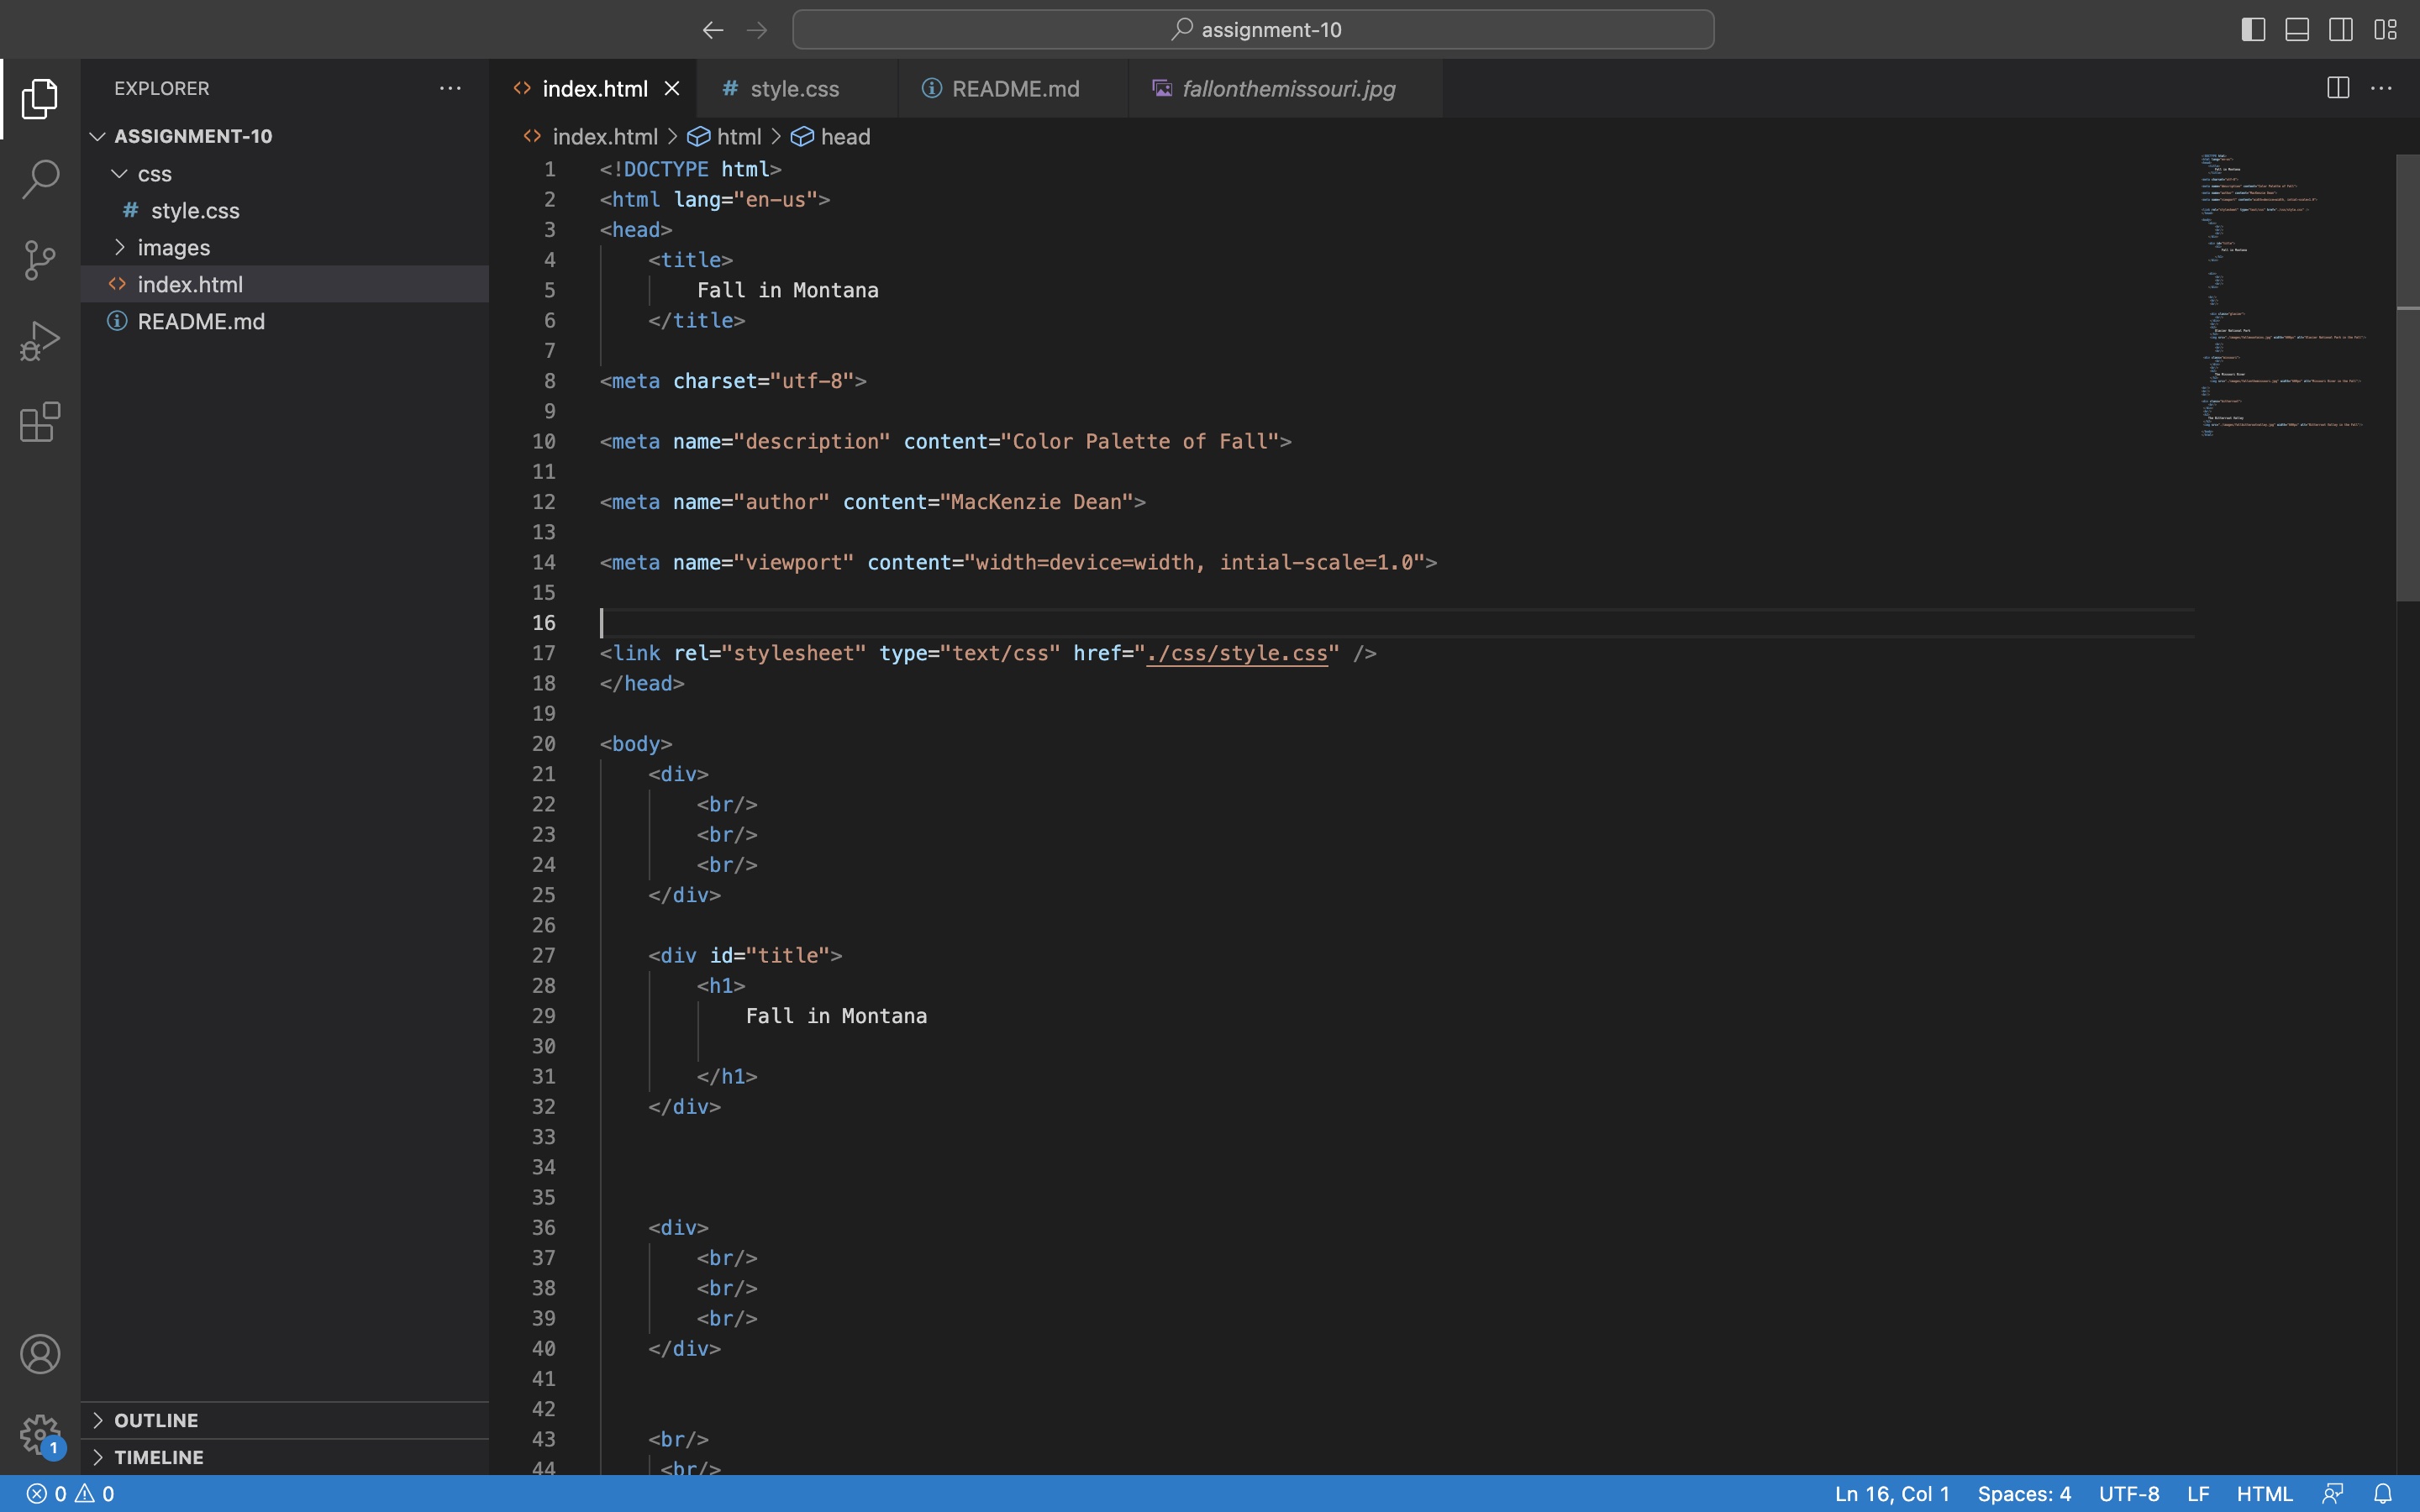 assignment-10
EXPLORER
index.html
style.css
README.md
fallonthemissouri.jpg
ASSIGNMENT-10
css
style.css
images
index.html
README.md
index.html > html > head
1 <!DOCTYPE html>
2 <html lang="en-us">
3 <head>
4 <title>
5 Fall in Montana
6 </title>
7
8 <meta charset="utf-8">
9
10 <meta name="description" content="Color Palette of Fall">
11
12 <meta name="author" content="MacKenzie Dean">
13
14 <meta name="viewport" content="width=device=width, intial-scale=1.0">
15
16
17 <link rel="stylesheet" type="text/css" href="./css/style.css" />
18 </head>
19
20 <body>
21 <div>
22 <br/>
23 <br/>
24 <br/>
25 </div>
26
27 <div id="title">
28 <h1>
29 Fall in Montana
30
31 </h1>
32 </div>
33
34
35
36 <div>
37 <br/>
38 <br/>
39 <br/>
40 </div>
41
42
43 <br/>
44 <br/>
OUTLINE
TIMELINE
1
0 0
Ln 16, Col 1 Spaces: 4 UTF-8 LF HTML